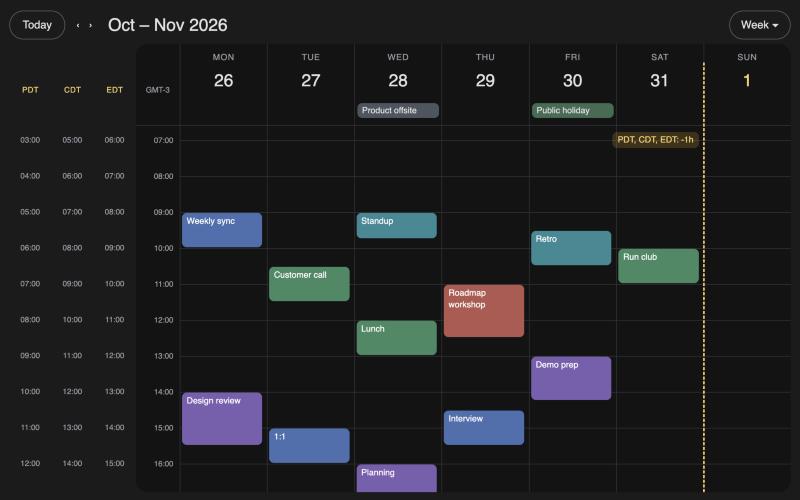 Today ‹ › Oct – Nov 2026 Week
MON TUE WED THU FRI SAT SUN
PDT CDT EDT GMT-3 26 27 28 29 30 31 1
Product offsite Public holiday
PDT, CDT, EDT: -1h
03:00 05:00 06:00 07:00
04:00 06:00 07:00 08:00
05:00 07:00 08:00 09:00
Weekly sync Standup
Retro
06:00 08:00 09:00 10:00
Run club
Customer call
07:00 09:00 10:00 11:00
Roadmap
workshop
08:00 10:00 11:00 12:00
Lunch
09:00 11:00 12:00 13:00
Demo prep
10:00 12:00 13:00 14:00
Design review
Interview
11:00 13:00 14:00 15:00
1:1
12:00 14:00 15:00 16:00
Planning